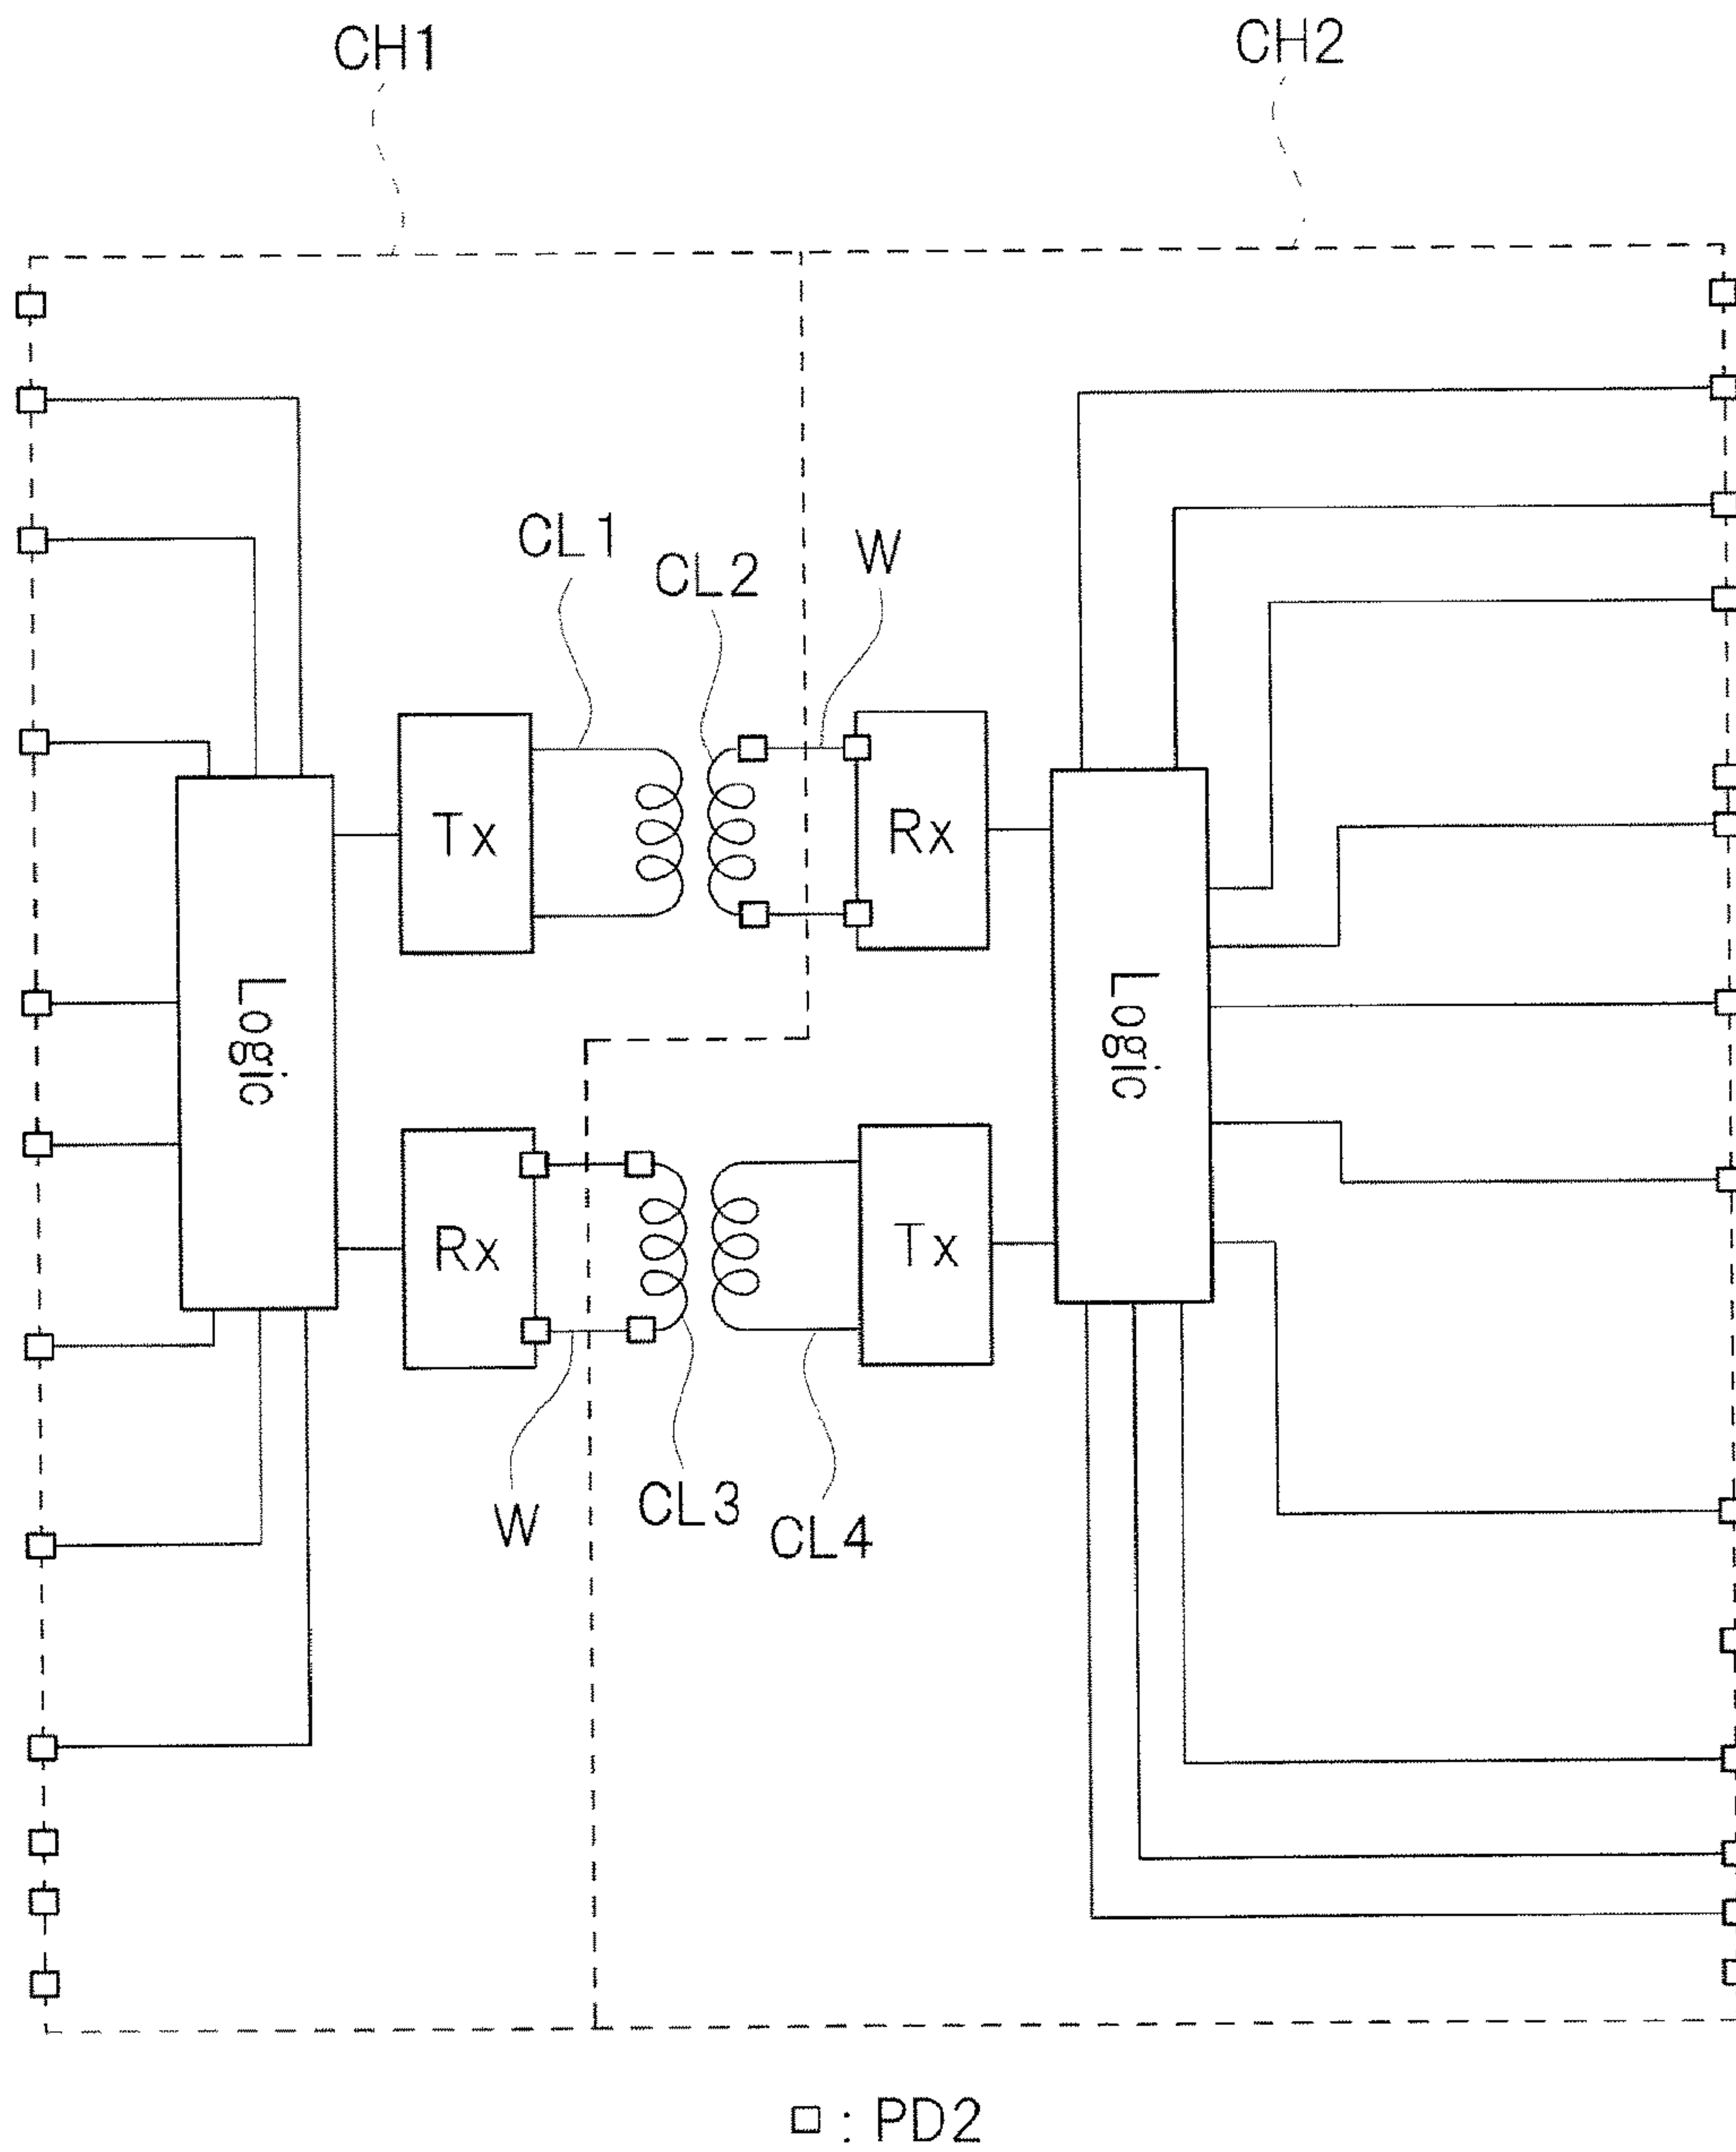 CH1
CH2
CL1
CL2
W
Tx
Rx
Logic
Logic
Rx
Tx
W
CL3
CL4
□ : PD2